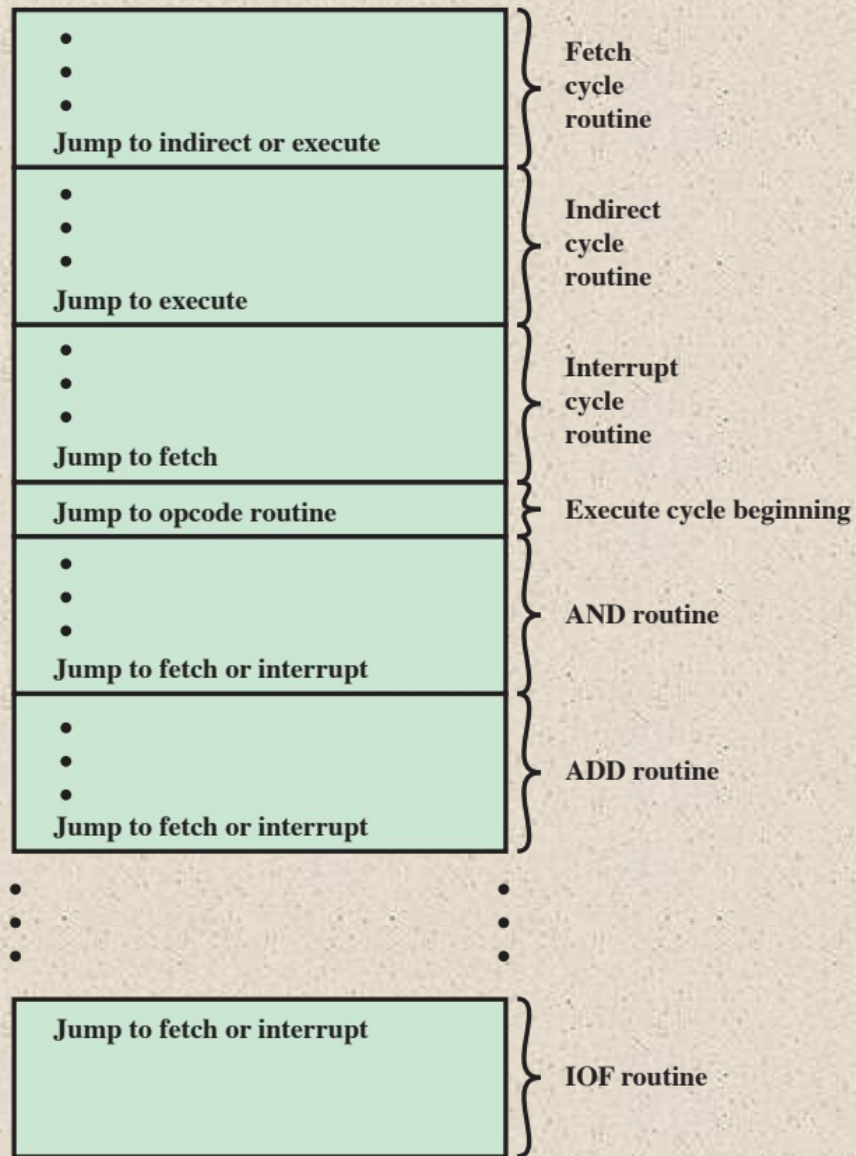 Jump to indirect or execute
Fetch
cycle
routine
Jump to execute
Indirect
cycle
routine
Jump to fetch
Interrupt
cycle
routine
Jump to opcode routine
Execute cycle beginning
Jump to fetch or interrupt
AND routine
Jump to fetch or interrupt
ADD routine
Jump to fetch or interrupt
IOF routine